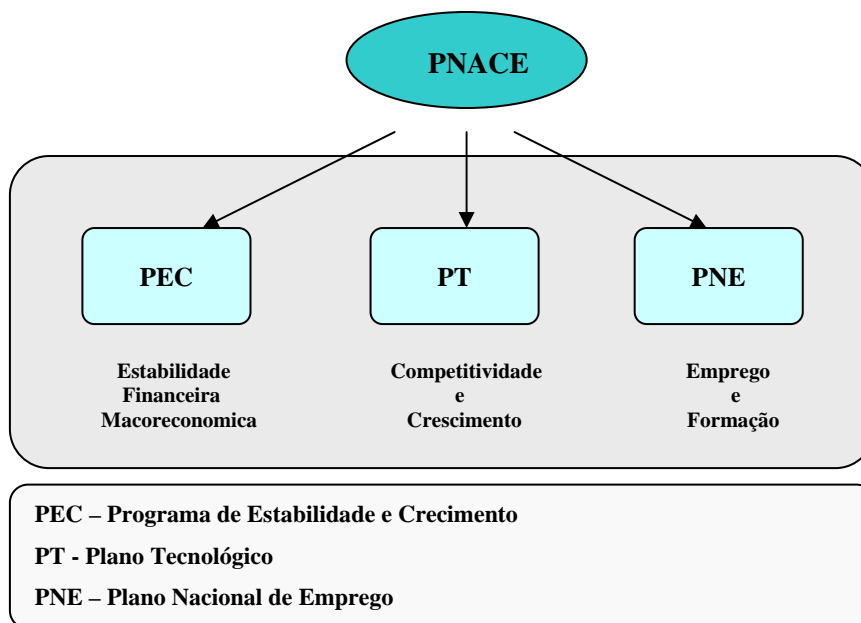 PNACE
PEC
PT
PNE
Estabilidade
Financeira
Macoreconomica
Competitividade
e
Crescimento
Emprego
e
Formação
PEC – Programa de Estabilidade e Crecimento
PT - Plano Tecnológico
PNE – Plano Nacional de Emprego